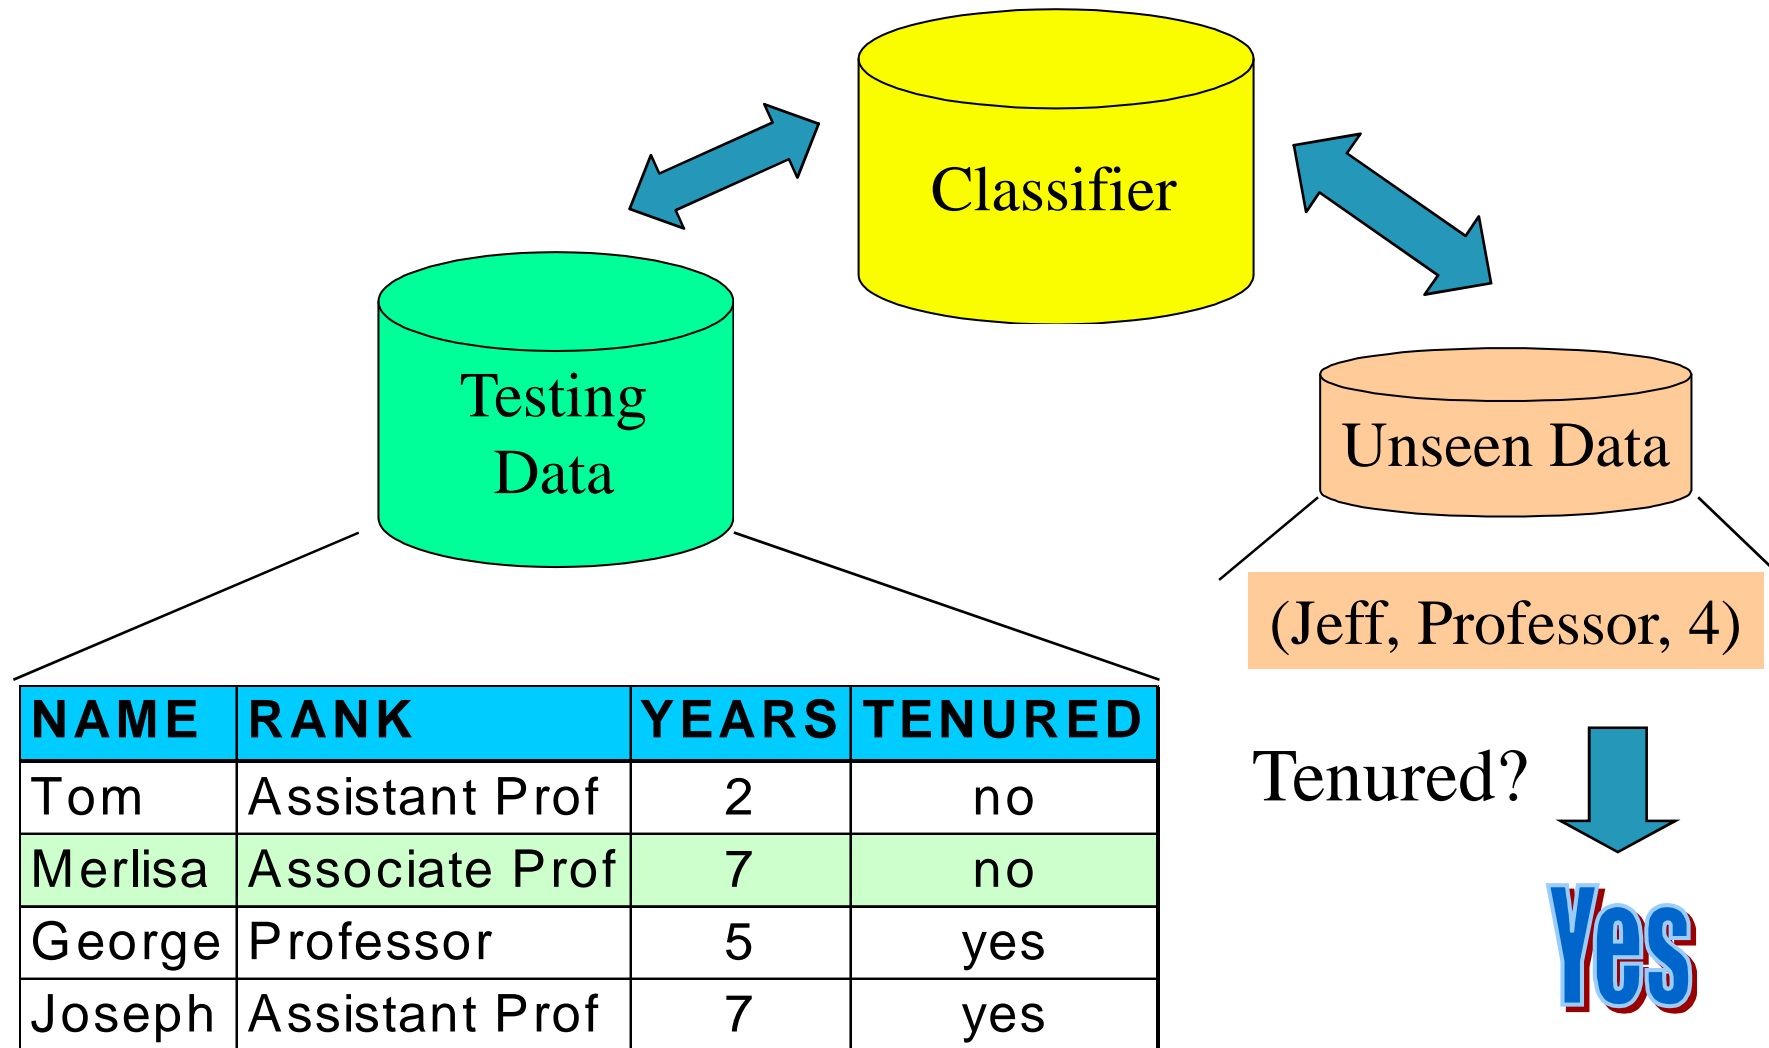 Classifier
Testing
Data
Unseen Data
(Jeff, Professor, 4)
NAME RANK YEARS TENURED
Tom Assistant Prof 2 no
Merlisa Associate Prof 7 no
George Professor 5 yes
Joseph Assistant Prof 7 yes
Tenured?
Yes